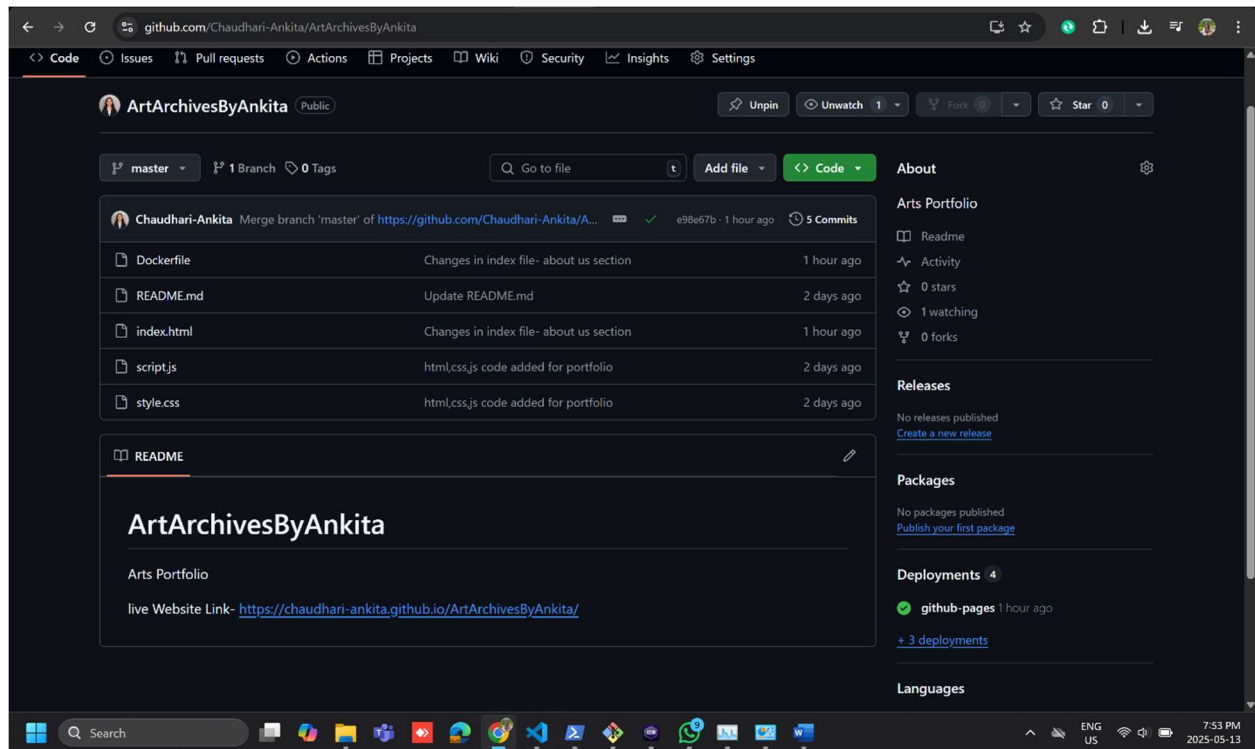 github.com/Chaudhari-Ankita/ArtArchivesByAnkita
Code Issues Pull requests Actions Projects Wiki Security Insights Settings
ArtArchivesByAnkita Public Unpin Unwatch 1 Fork 0 Star 0
master 1 Branch 0 Tags Go to file t Add file Code
Chaudhari-Ankita Merge branch 'master' of https://github.com/Chaudhari-Ankita/A... e98e67b · 1 hour ago 5 Commits
Dockerfile Changes in index file- about us section 1 hour ago
README.md Update README.md 2 days ago
index.html Changes in index file- about us section 1 hour ago
script.js html,css,js code added for portfolio 2 days ago
style.css html,css,js code added for portfolio 2 days ago
README
ArtArchivesByAnkita
Arts Portfolio
live Website Link- https://chaudhari-ankita.github.io/ArtArchivesByAnkita/
About
Arts Portfolio
Readme
Activity
0 stars
1 watching
0 forks
Releases
No releases published
Create a new release
Packages
No packages published
Publish your first package
Deployments 4
github-pages 1 hour ago
+ 3 deployments
Languages
Search
9
ENG
US
7:53 PM
2025-05-13